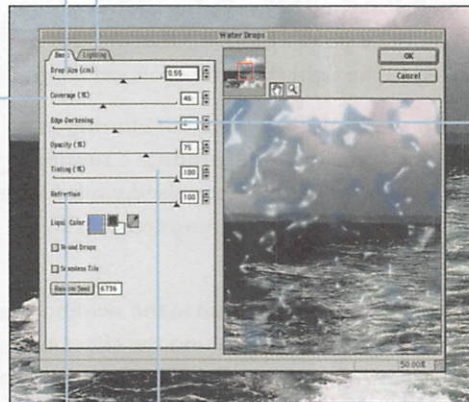 Water Drops
Basic Lighting
Drop Size (cm) 0.55
Coverage (%) 46
Edge Darkening
Opacity (%) 75
Tinting (%) 100
Refraction 100
Liquid Color
Round Drops
Seamless Tile
Random Seed 6736
OK
Cancel
50.00%